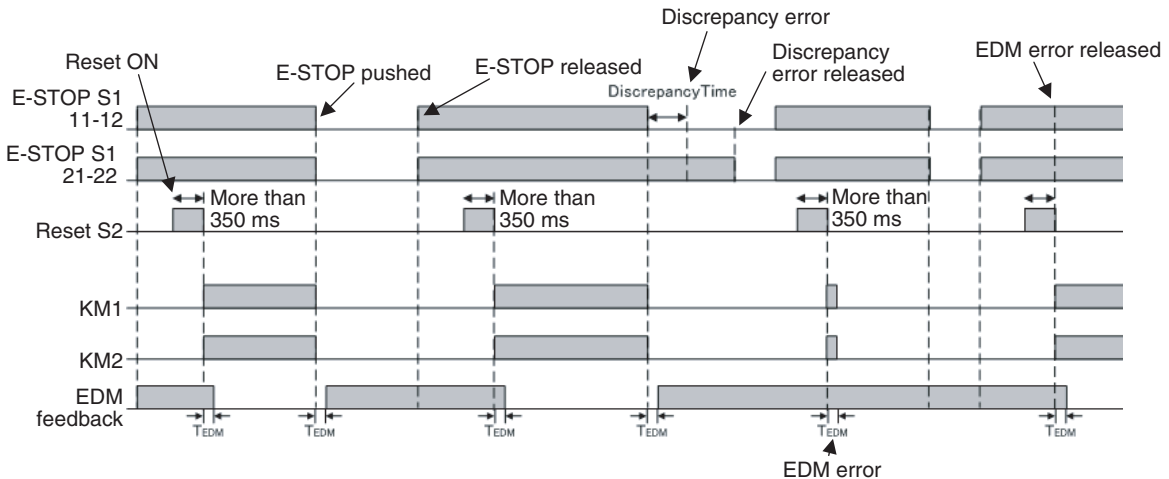 Discrepancy error
Reset ON
E-STOP pushed
E-STOP released
Discrepancy
error released
EDM error released
DiscrepancyTime
E-STOP S1
11-12
E-STOP S1
21-22
More than
350 ms
More than
350 ms
More than
350 ms
Reset S2
KM1
KM2
EDM
feedback
TEDM
TEDM
TEDM
TEDM
TEDM
TEDM
EDM error